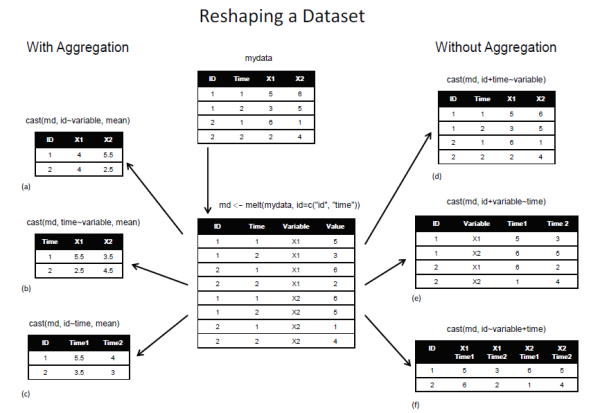 Reshaping a Dataset
With Aggregation
Without Aggregation
mydata
ID Time X1 X2
1 1 5 6
1 2 3 5
2 1 6 1
2 2 2 4
cast(md, id~variable, mean)
ID X1 X2
1 4 5.5
2 4 2.5
(a)
cast(md, time~variable, mean)
Time X1 X2
1 5.5 3.5
2 2.5 4.5
(b)
cast(md, id~time, mean)
ID Time1 Time2
1 5.5 4
2 3.5 3
(c)
md <- melt(mydata, id=c("id", "time"))
ID Time Variable Value
1 1 X1 5
1 2 X1 3
2 1 X1 6
2 2 X1 2
1 1 X2 6
1 2 X2 5
2 1 X2 1
2 2 X2 4
cast(md, id+time~variable)
ID Time X1 X2
1 1 5 6
1 2 3 5
2 1 6 1
2 2 2 4
(d)
cast(md, id+variable~time)
ID Variable Time1 Time 2
1 X1 5 3
1 X2 6 5
2 X1 6 2
2 X2 1 4
(e)
cast(md, id~variable+time)
ID X1 X1 X2 X2
Time1 Time2 Time1 Time2
1 5 3 6 5
2 6 2 1 4
(f)